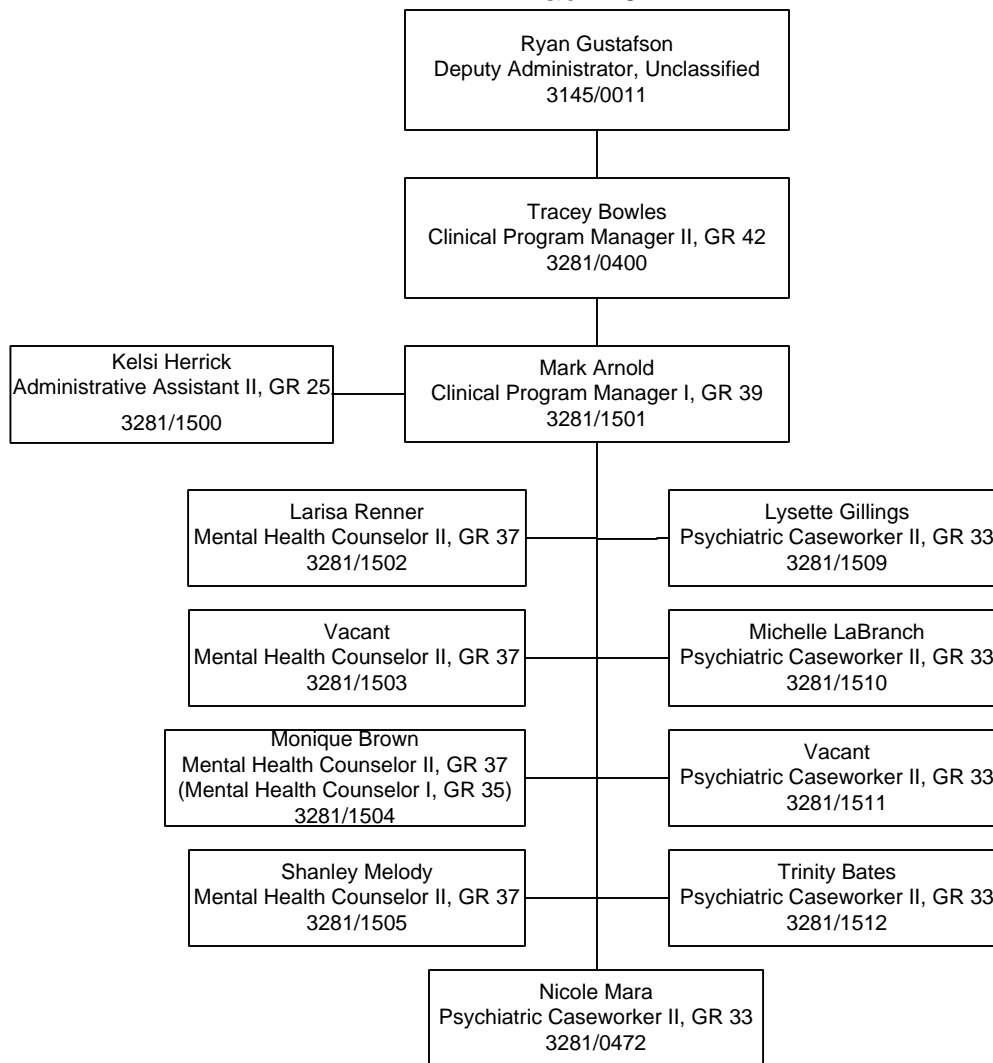 Ryan Gustafson
Deputy Administrator, Unclassified
3145/0011
Tracey Bowles
Clinical Program Manager II, GR 42
3281/0400
Kelsi Herrick
Administrative Assistant II, GR 25
3281/1500
Mark Arnold
Clinical Program Manager I, GR 39
3281/1501
Larisa Renner
Mental Health Counselor II, GR 37
3281/1502
Lysette Gillings
Psychiatric Caseworker II, GR 33
3281/1509
Vacant
Mental Health Counselor II, GR 37
3281/1503
Michelle LaBranch
Psychiatric Caseworker II, GR 33
3281/1510
Monique Brown
Mental Health Counselor II, GR 37
(Mental Health Counselor I, GR 35)
3281/1504
Vacant
Psychiatric Caseworker II, GR 33
3281/1511
Shanley Melody
Mental Health Counselor II, GR 37
3281/1505
Trinity Bates
Psychiatric Caseworker II, GR 33
3281/1512
Nicole Mara
Psychiatric Caseworker II, GR 33
3281/0472